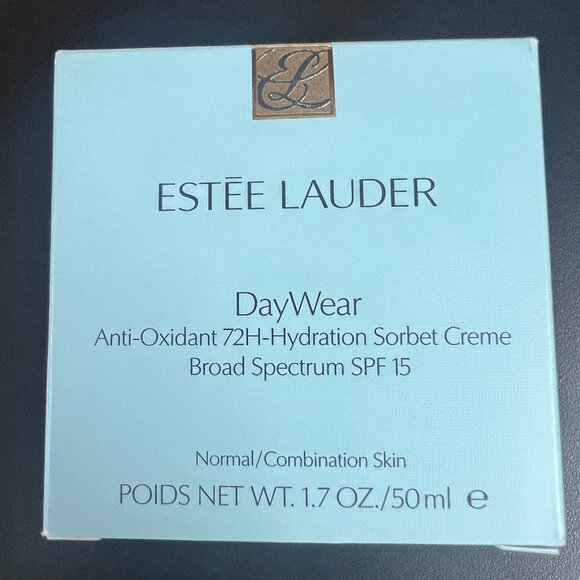 EL
ESTĒE LAUDER
DayWear
Anti-Oxidant 72H-Hydration Sorbet Creme
Broad Spectrum SPF 15
Normal/Combination Skin
POIDS NET WT. 1.7 OZ./50 ml ℮